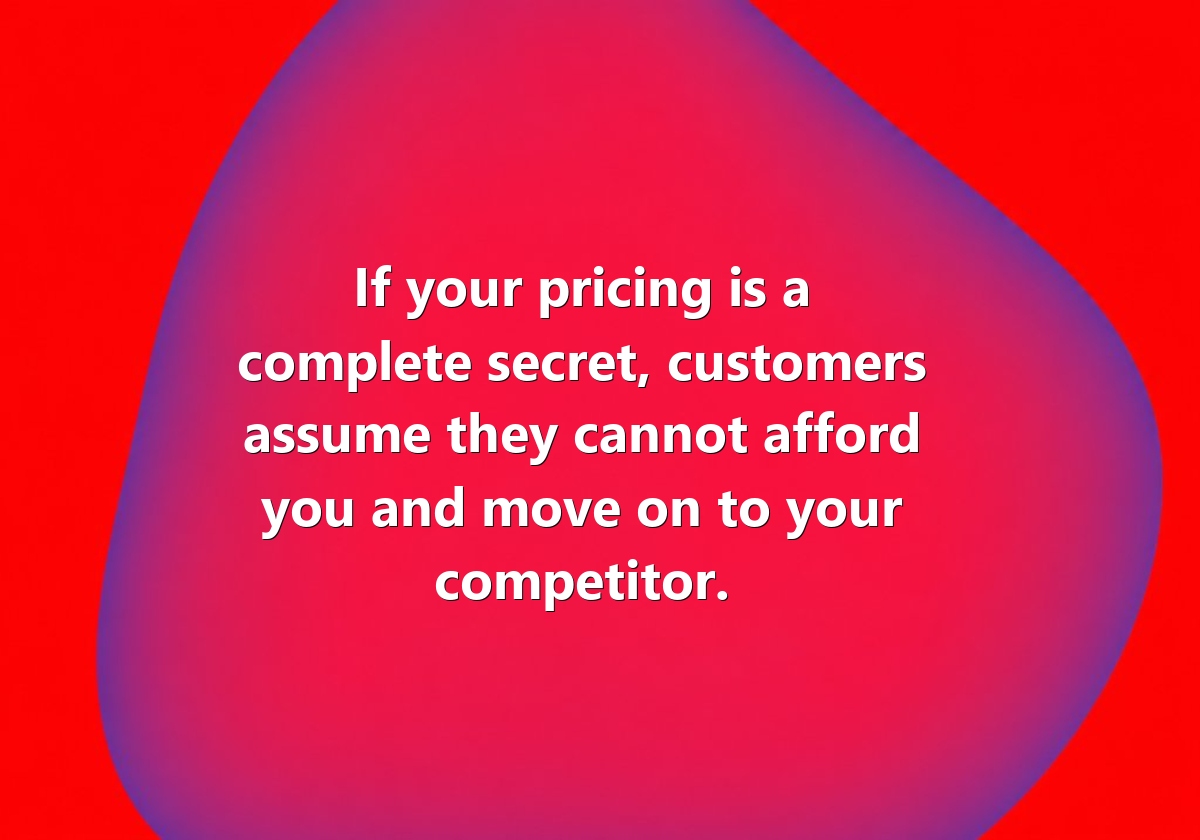 If your pricing is a
complete secret, customers
assume they cannot afford
you and move on to your
competitor.